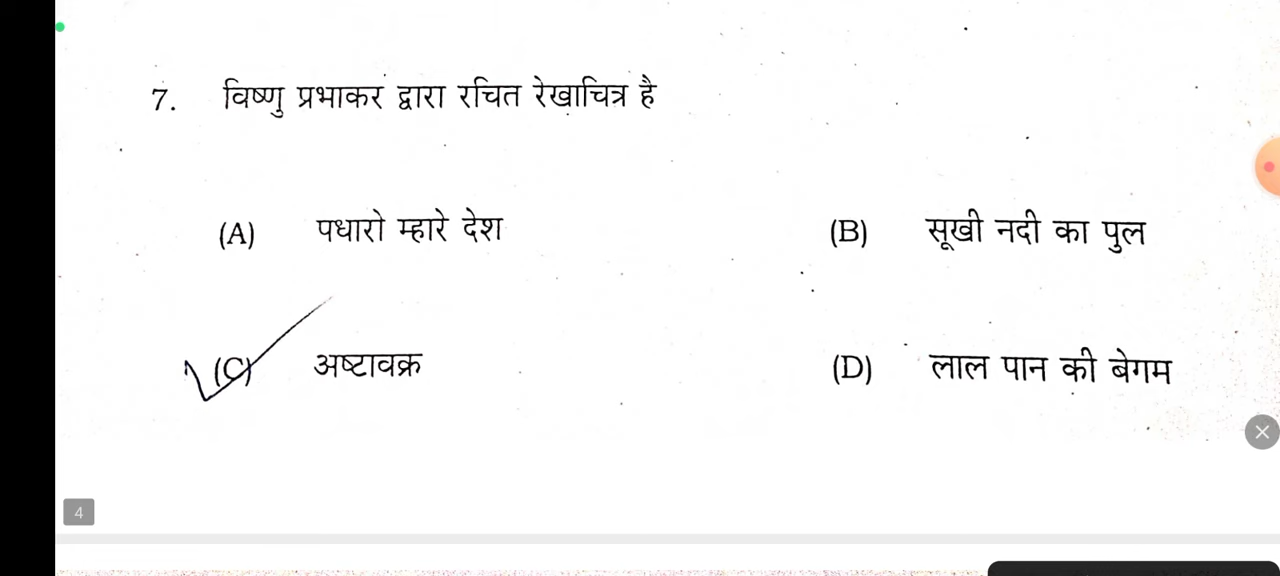 7. विष्णु प्रभाकर द्वारा रचित रेखाचित्र है
(A) पधारो म्हारे देश
(B) सूखी नदी का पुल
(C) अष्टावक्र
(D) लाल पान की बेगम
4